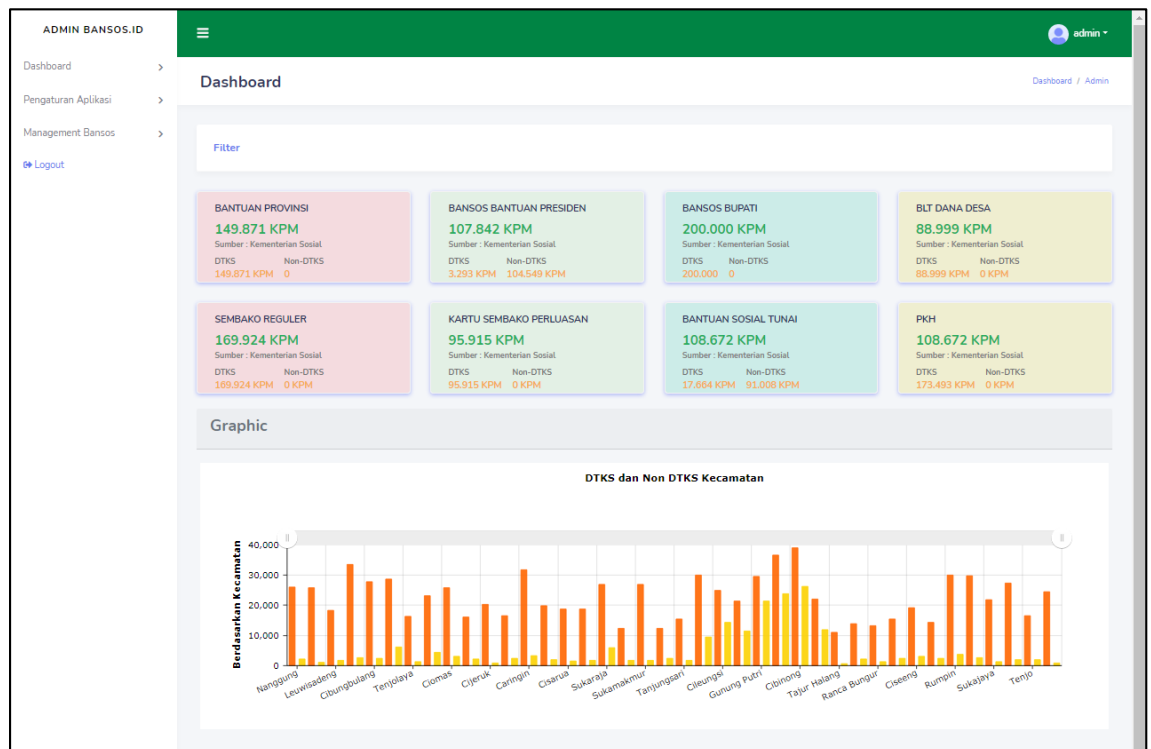 ADMIN BANSOS.ID
admin
Dashboard
Pengaturan Aplikasi
Management Bansos
Logout
Dashboard
Dashboard / Admin
Filter
BANTUAN PROVINSI
149.871 KPM
Sumber : Kementerian Sosial
DTKS Non-DTKS
149.871 KPM 0
BANSOS BANTUAN PRESIDEN
107.842 KPM
Sumber : Kementerian Sosial
DTKS Non-DTKS
3.293 KPM 104.549 KPM
BANSOS BUPATI
200.000 KPM
Sumber : Kementerian Sosial
DTKS Non-DTKS
200.000 0
BLT DANA DESA
88.999 KPM
Sumber : Kementerian Sosial
DTKS Non-DTKS
88.999 KPM 0 KPM
SEMBAKO REGULER
169.924 KPM
Sumber : Kementerian Sosial
DTKS Non-DTKS
169.924 KPM 0 KPM
KARTU SEMBAKO PERLUASAN
95.915 KPM
Sumber : Kementerian Sosial
DTKS Non-DTKS
95.915 KPM 0 KPM
BANTUAN SOSIAL TUNAI
108.672 KPM
Sumber : Kementerian Sosial
DTKS Non-DTKS
17.664 KPM 91.008 KPM
PKH
108.672 KPM
Sumber : Kementerian Sosial
DTKS Non-DTKS
173.493 KPM 0 KPM
Graphic
DTKS dan Non DTKS Kecamatan
Berdasarkan Kecamatan
40,000
30,000
20,000
10,000
0
Nanggung
Leuwisadeng
Cibungbulang
Tenjolaya
Ciomas
Cijeruk
Caringin
Cisarua
Sukaraja
Sukamakmur
Tanjungsari
Cileungsi
Gunung Putri
Cibinong
Tajur Halang
Ranca Bungur
Ciseeng
Rumpin
Sukajaya
Tenjo